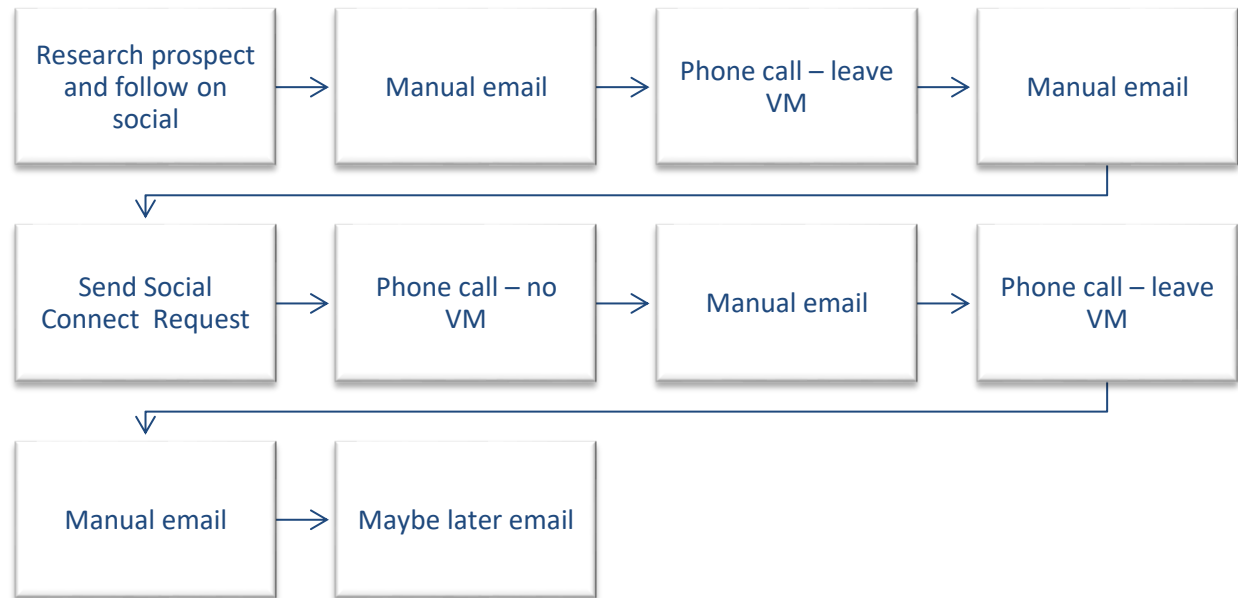 Research prospect
and follow on
social
Manual email
Phone call – leave
VM
Manual email
Send Social
Connect Request
Phone call – no
VM
Manual email
Phone call – leave
VM
Manual email
Maybe later email